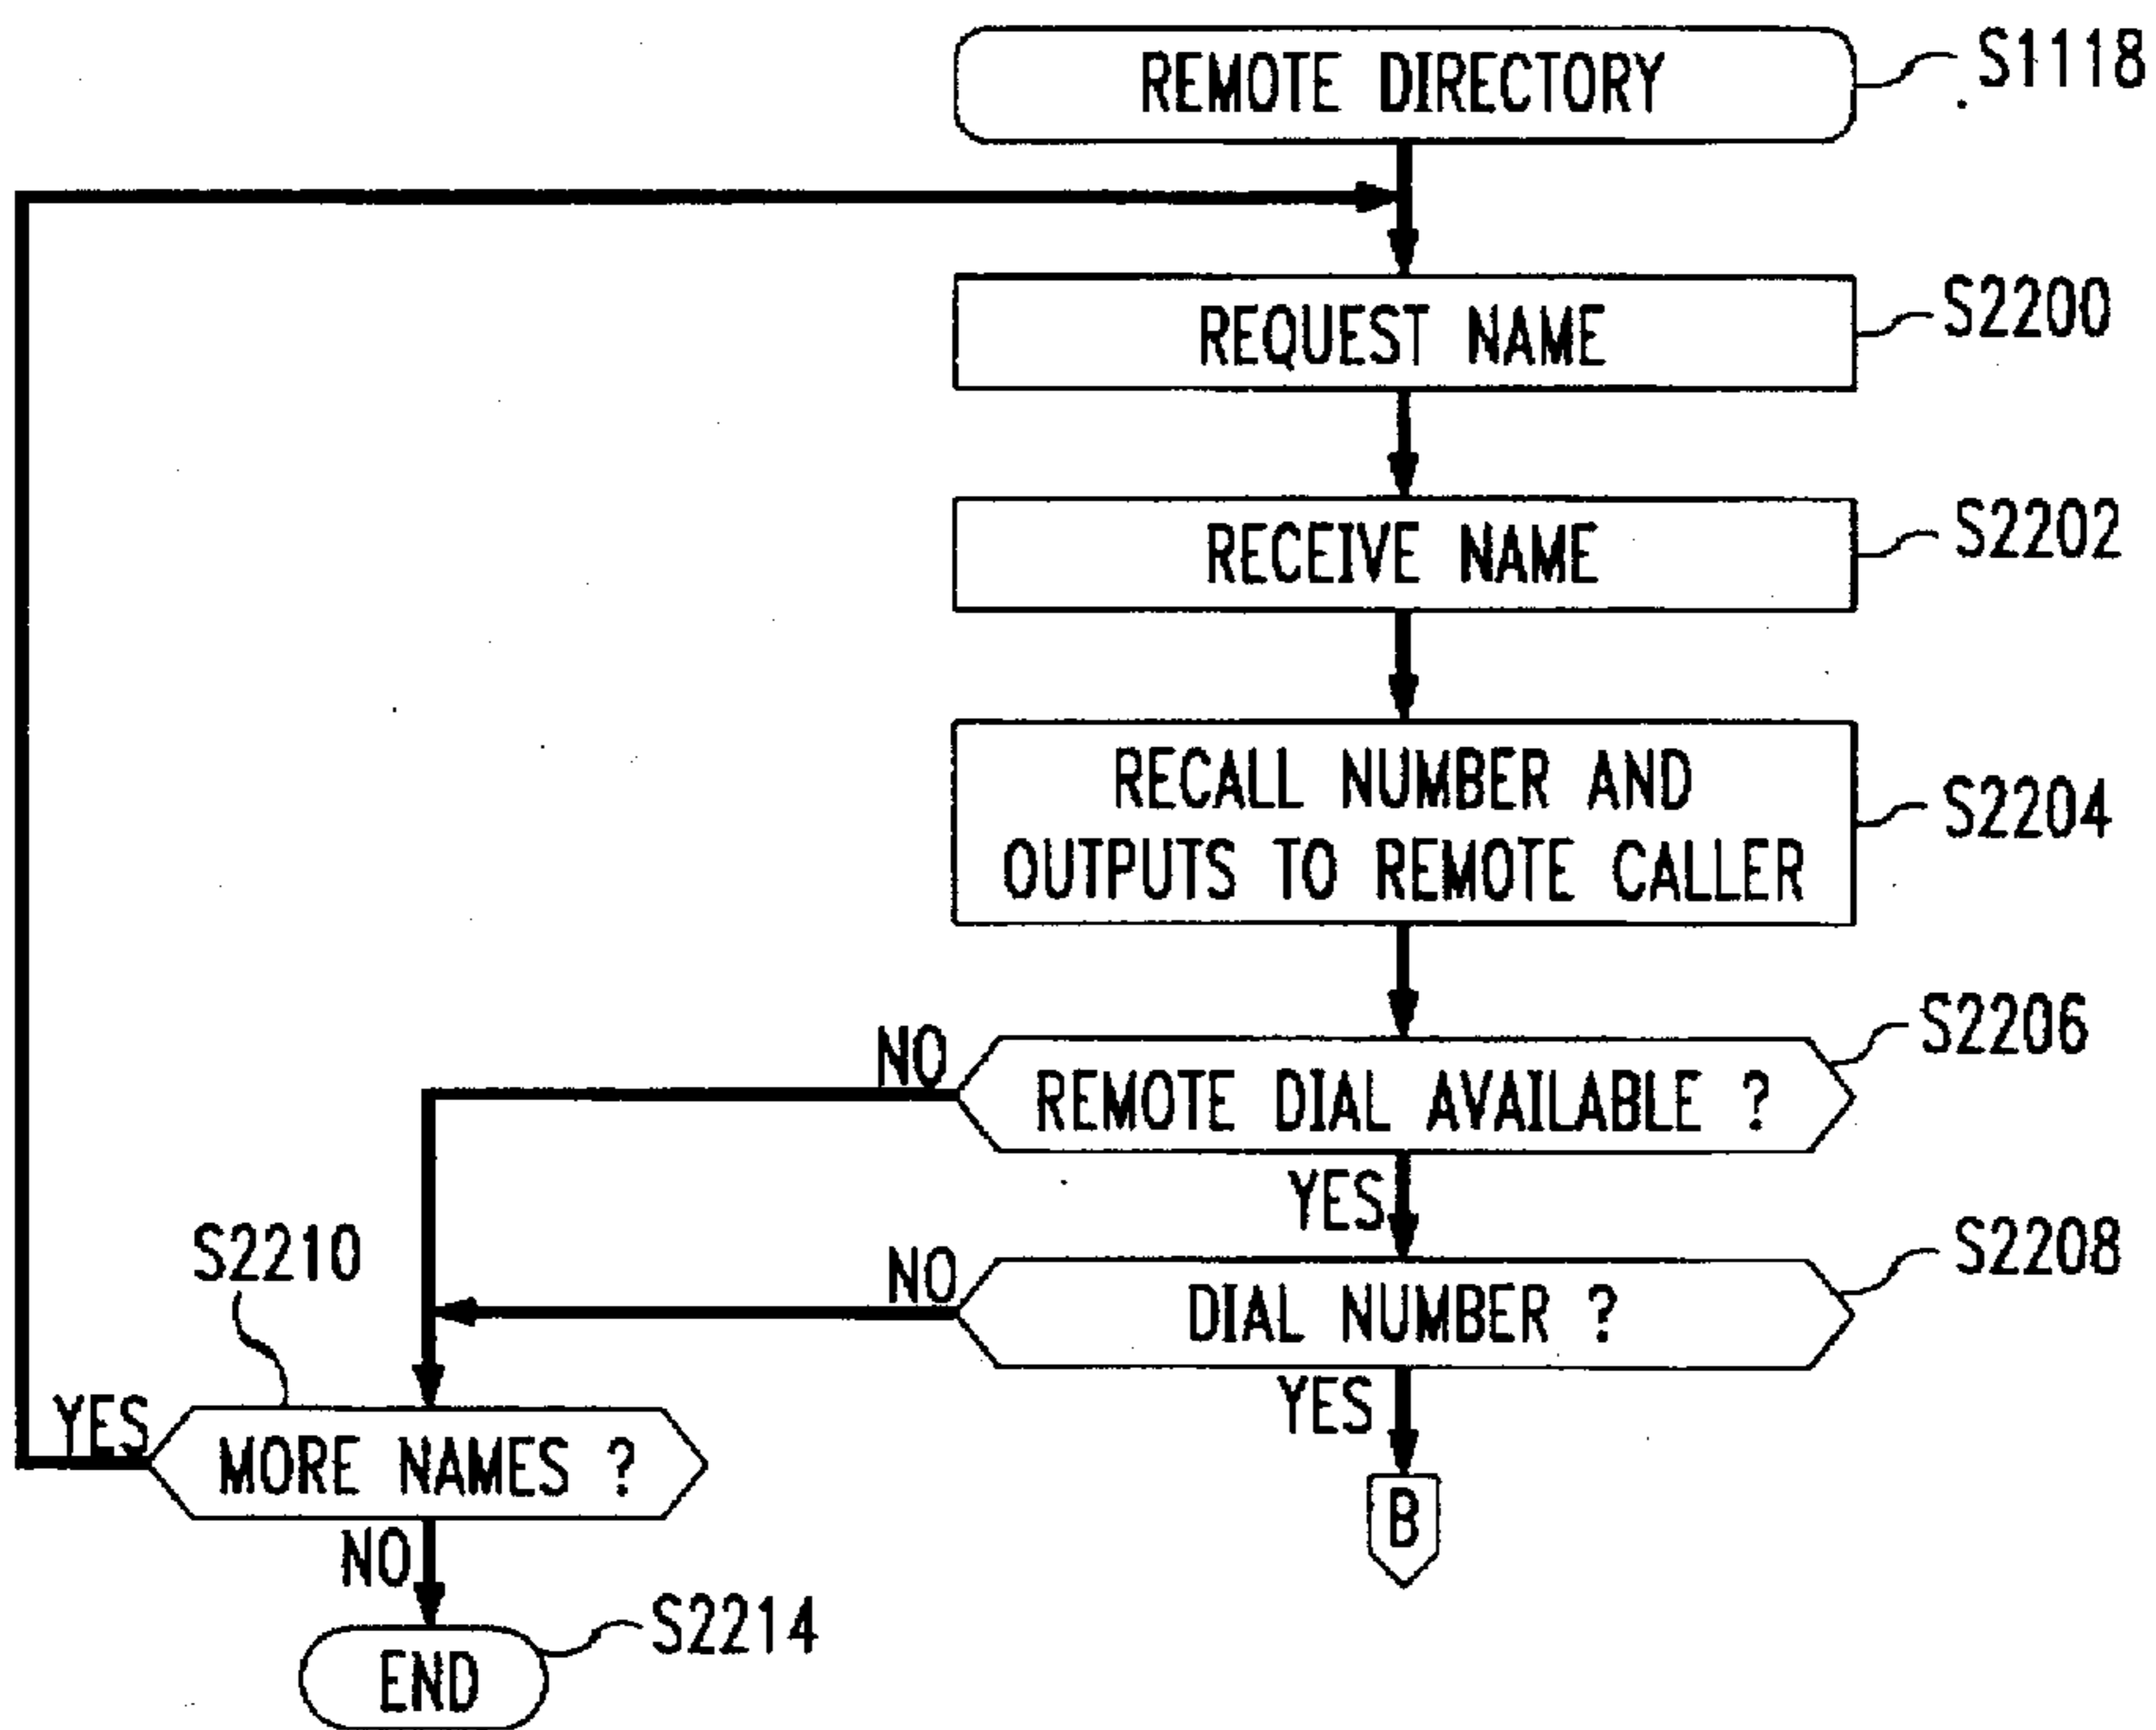 REMOTE DIRECTORY
S1118
REQUEST NAME
S2200
RECEIVE NAME
S2202
RECALL NUMBER AND
OUTPUTS TO REMOTE CALLER
S2204
NO
REMOTE DIAL AVAILABLE ?
S2206
YES
S2210
NO
DIAL NUMBER ?
S2208
YES
YES
MORE NAMES ?
B
NO
END
S2214